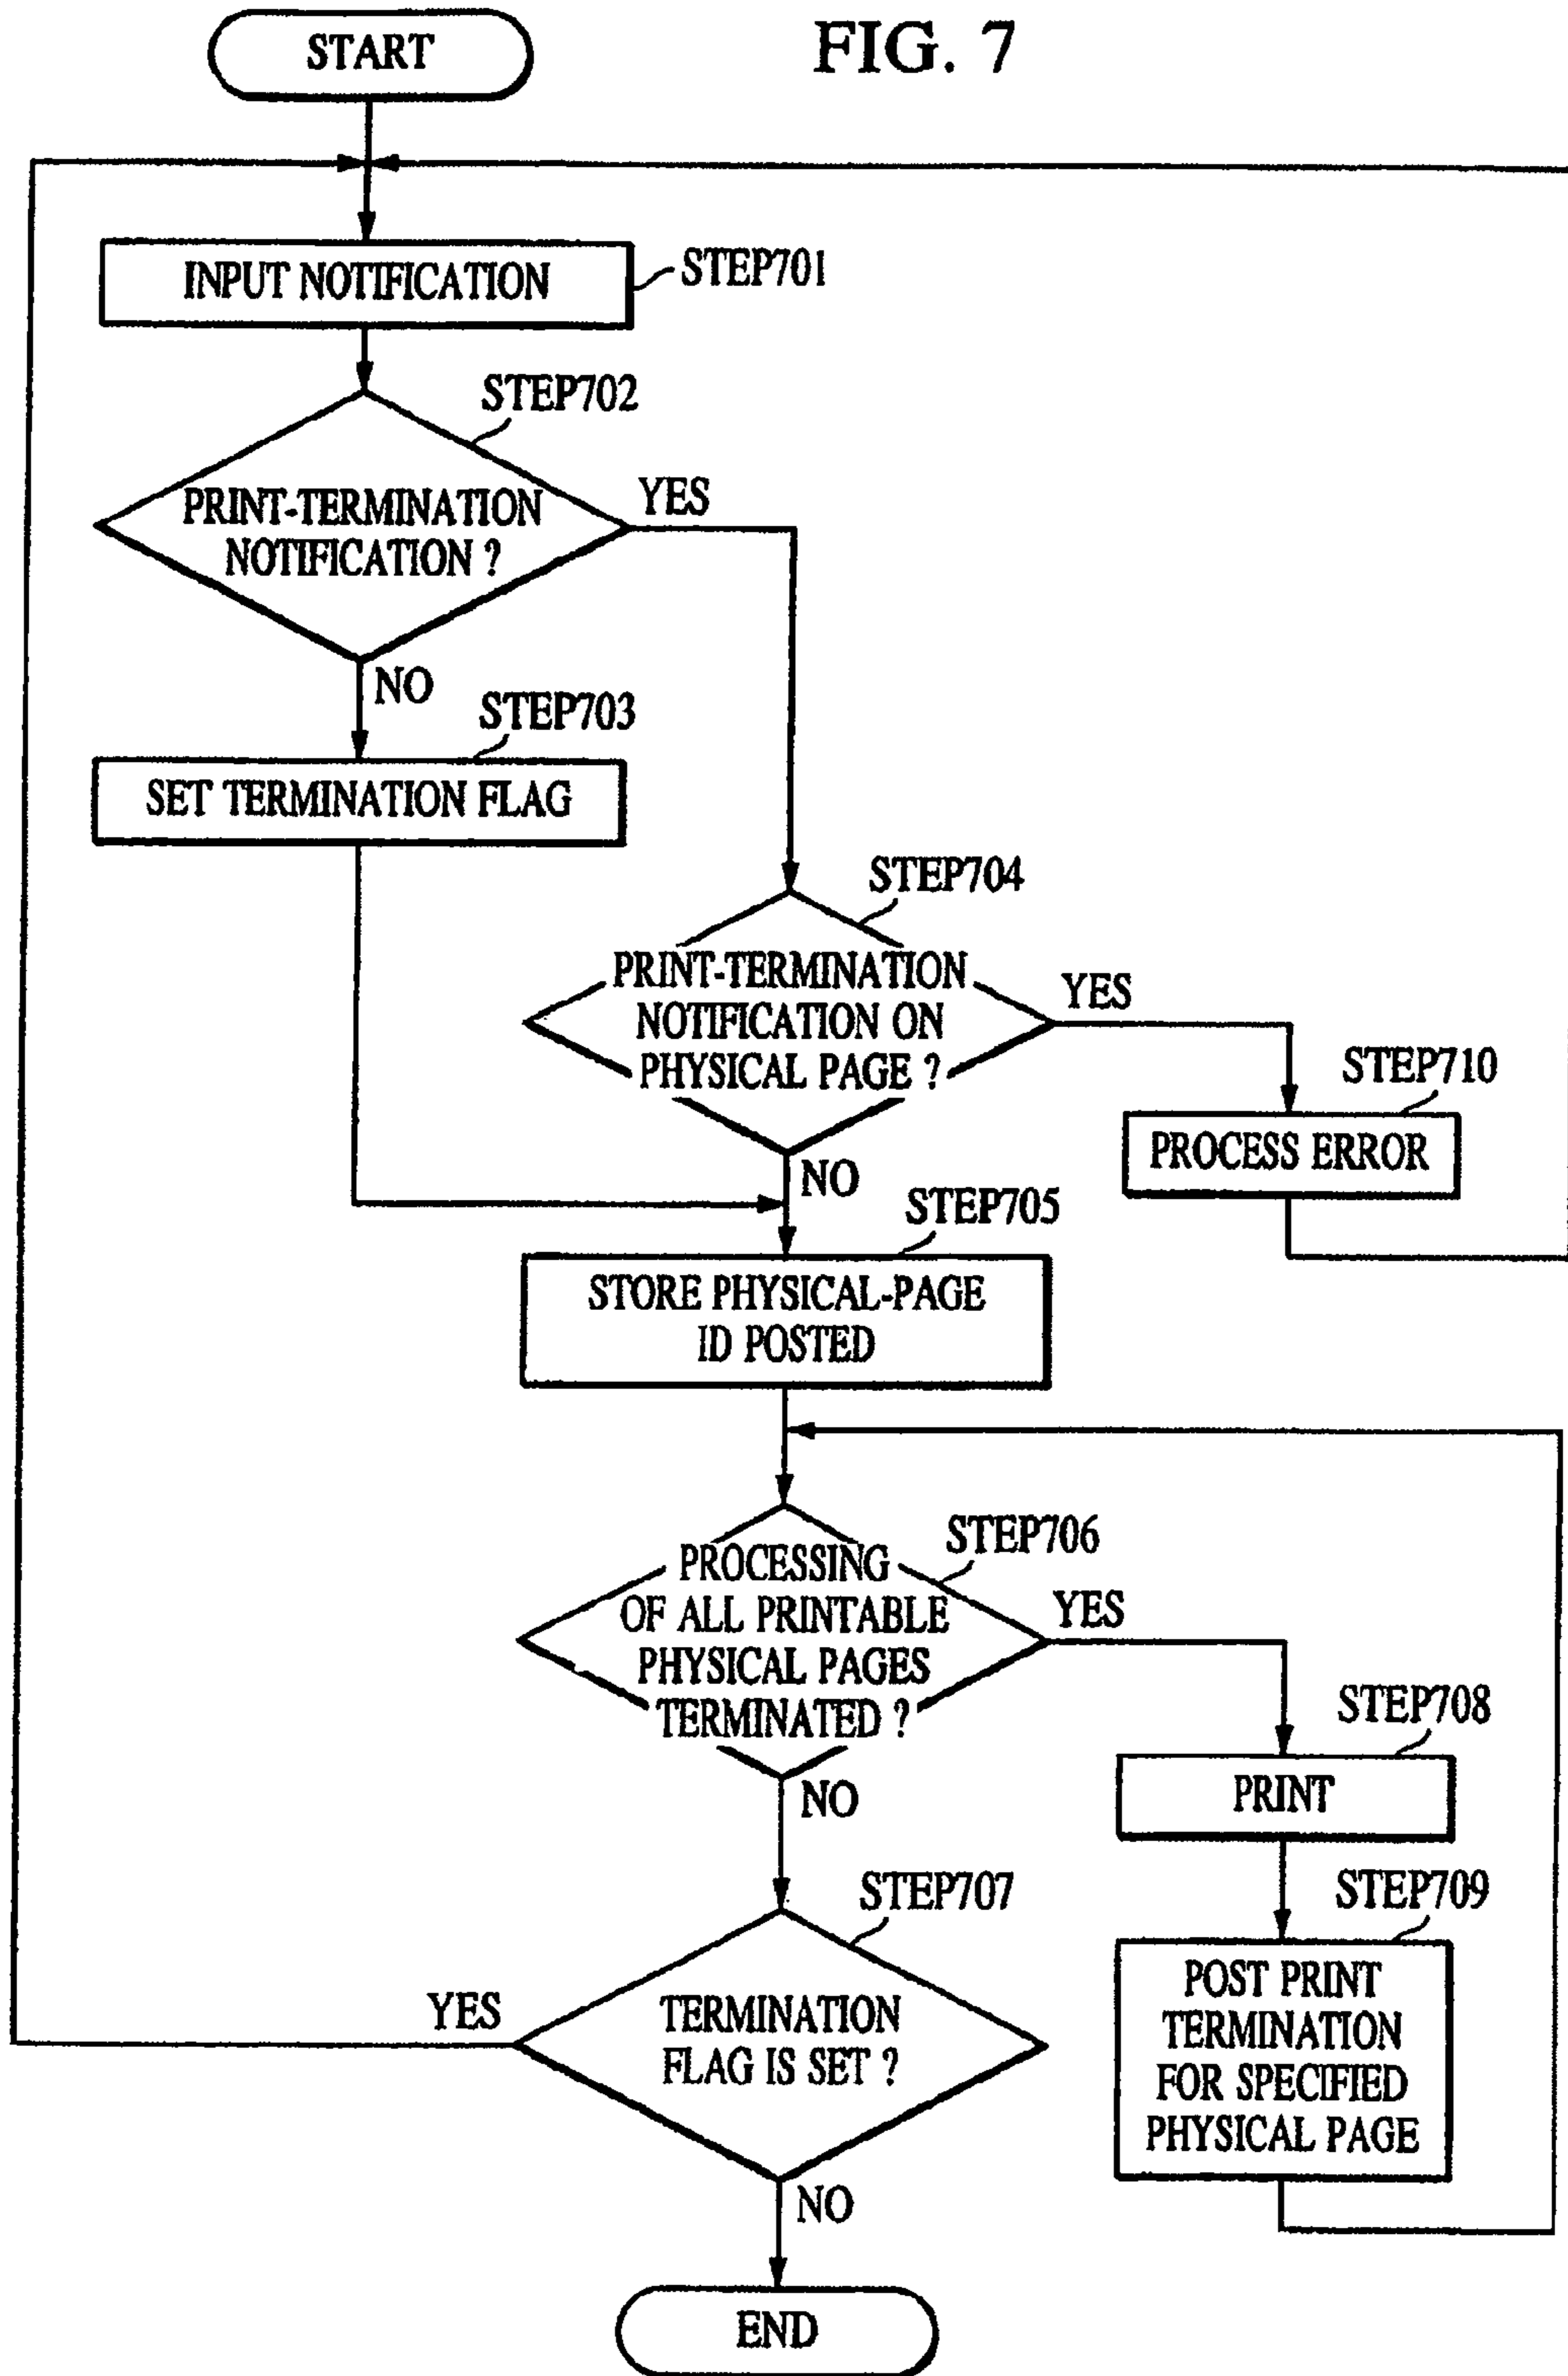 FIG. 7
START
INPUT NOTIFICATION
STEP701
STEP702
PRINT-TERMINATION
NOTIFICATION ?
YES
NO
STEP703
SET TERMINATION FLAG
STEP704
PRINT-TERMINATION
NOTIFICATION ON
PHYSICAL PAGE ?
YES
STEP710
PROCESS ERROR
NO
STEP705
STORE PHYSICAL-PAGE
ID POSTED
STEP706
PROCESSING
OF ALL PRINTABLE
PHYSICAL PAGES
TERMINATED ?
YES
STEP708
PRINT
NO
STEP709
POST PRINT
TERMINATION
FOR SPECIFIED
PHYSICAL PAGE
STEP707
YES
TERMINATION
FLAG IS SET ?
NO
END